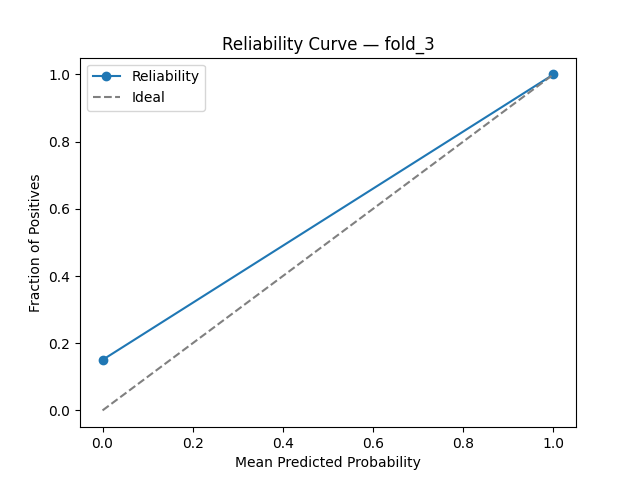 Reliability Curve — fold_3
Reliability
Ideal
Fraction of Positives
1.0
0.8
0.6
0.4
0.2
0.0
0.0 0.2 0.4 0.6 0.8 1.0
Mean Predicted Probability